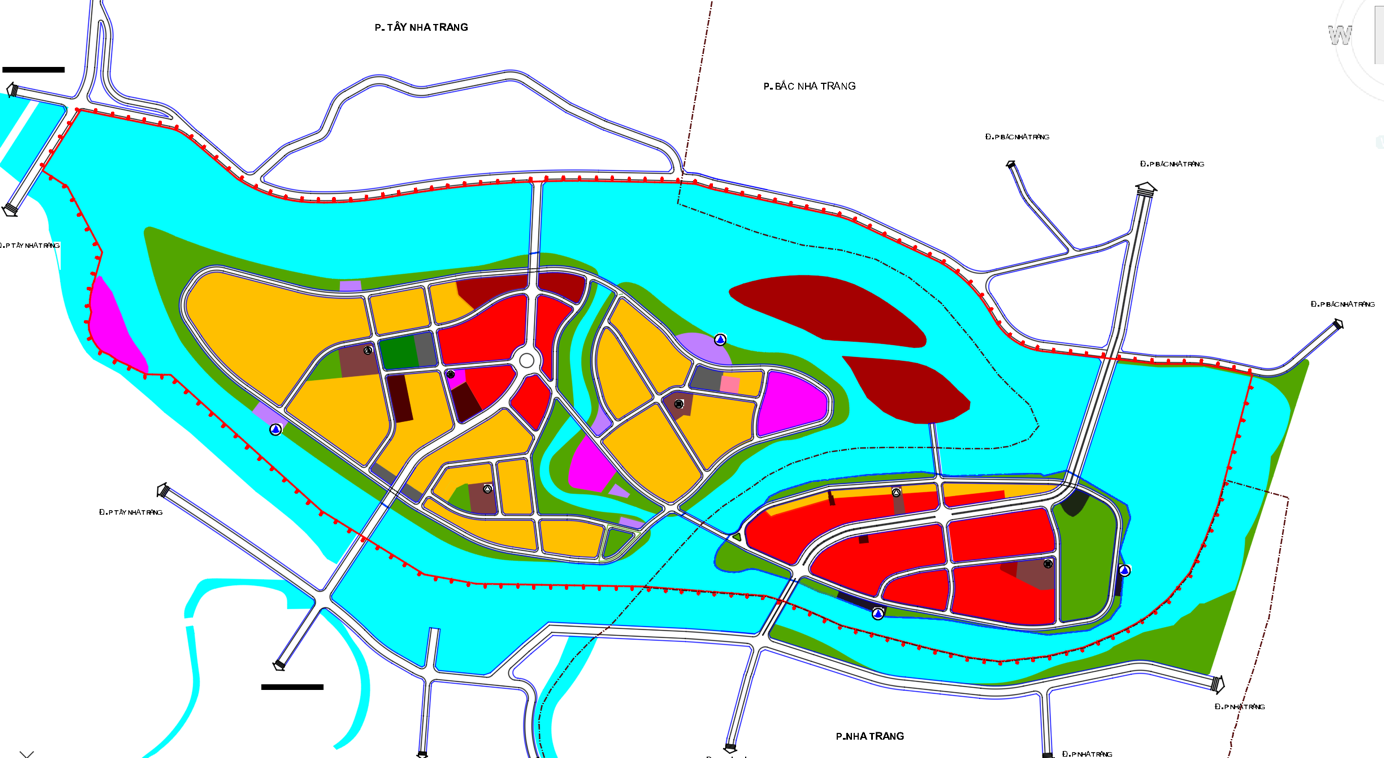 P. TÂY NHA TRANG
W
P. BẮC NHA TRANG
Đ. P BẮC NHA TRANG
Đ. P BẮC NHA TRANG
Đ. P TÂY NHA TRANG
Đ. P BẮC NHA TRANG
Đ. P TÂY NHA TRANG
Đ. P NHA TRANG
P. NHA TRANG
Đ. P NHA TRANG